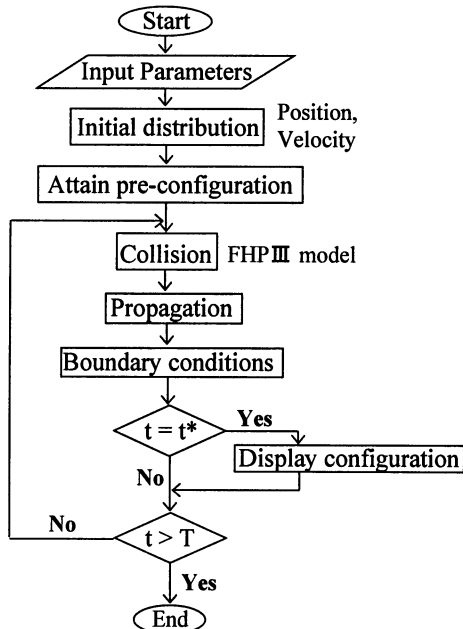 Start
Input Parameters
Initial distribution
Position,
Velocity
Attain pre-configuration
Collision
FHPⅢ model
Propagation
Boundary conditions
t = t*
Yes
Display configuration
No
No
t > T
Yes
End